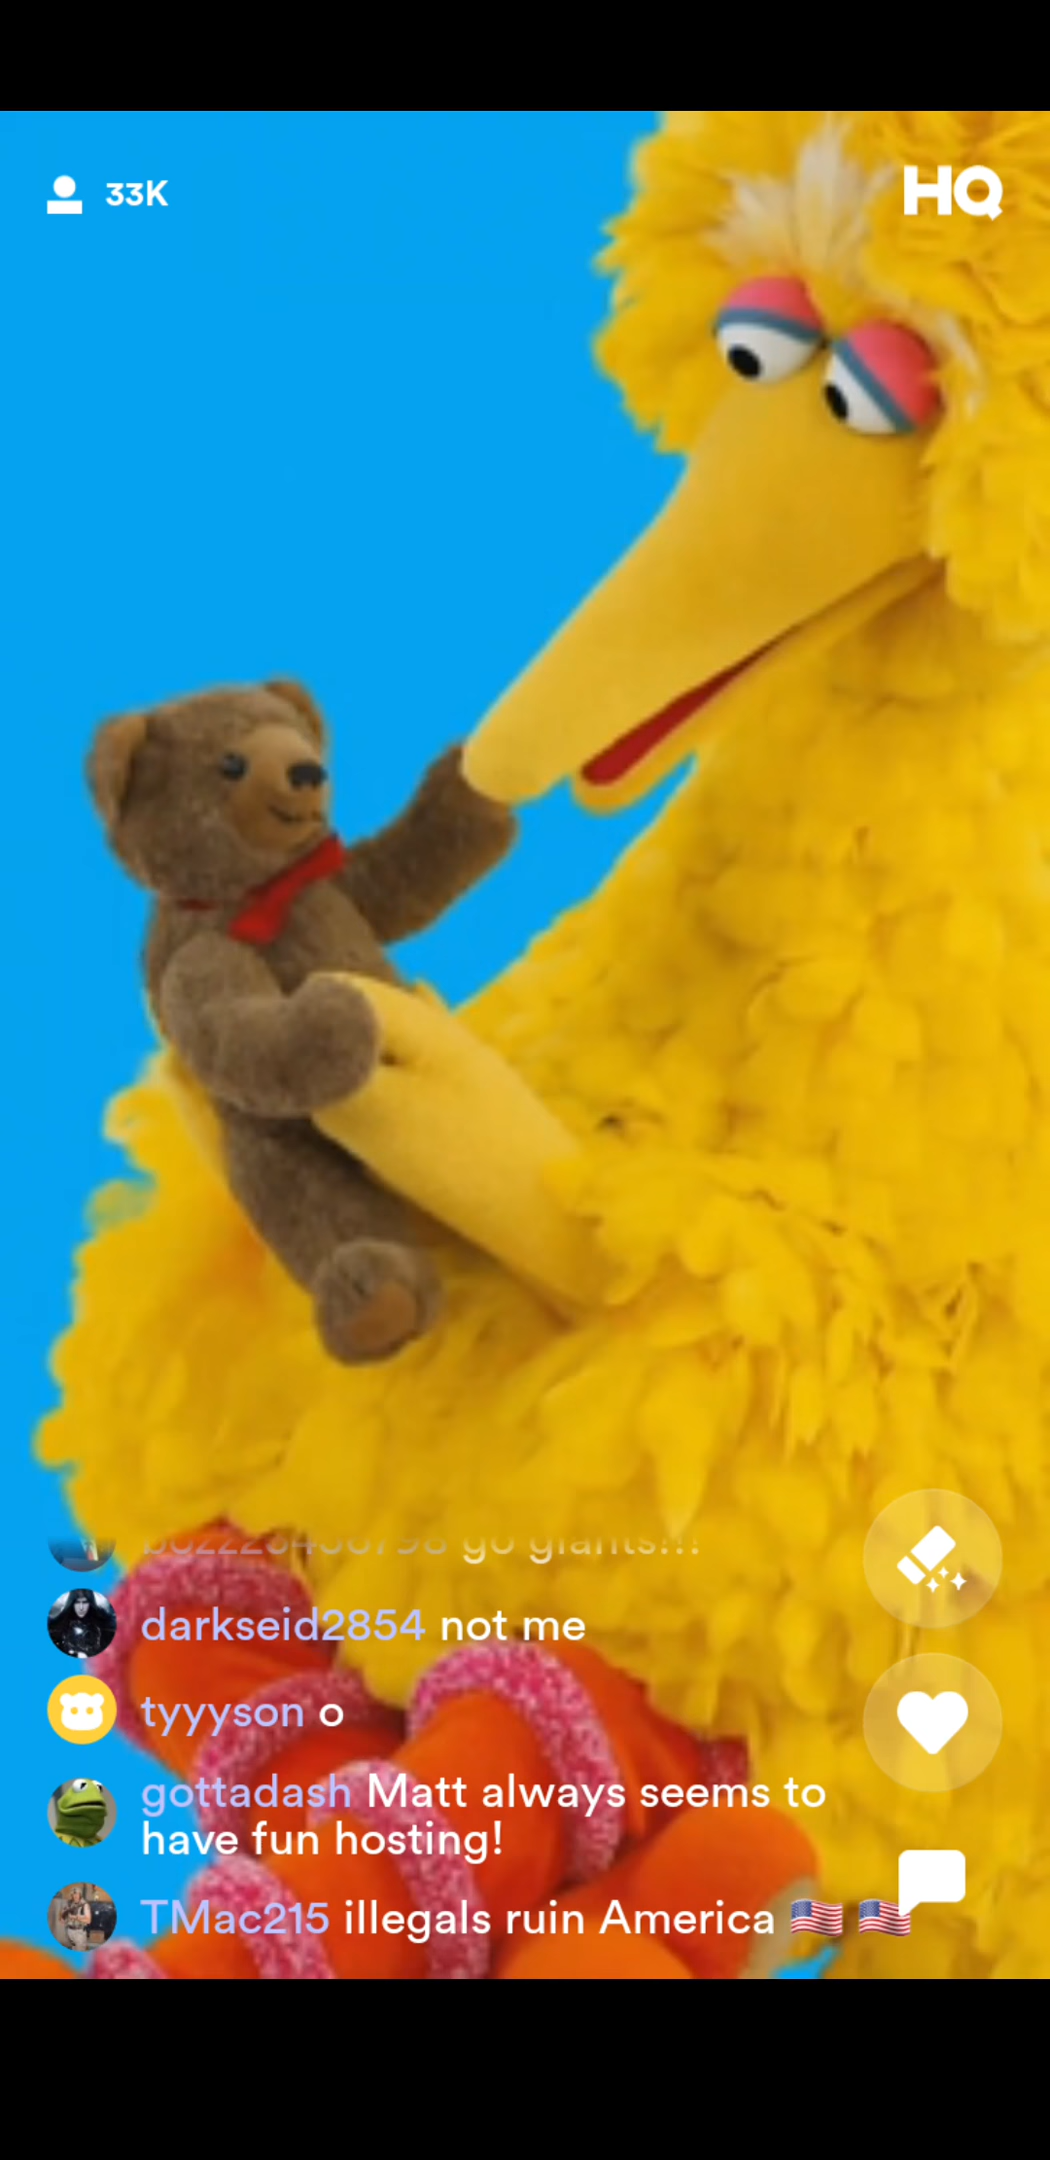 33K
HQ
go giants!!!
darkseid2854 not me
tyyyson o
gottadash Matt always seems to
have fun hosting!
TMac215 illegals ruin America 🇺🇸 🇺🇸